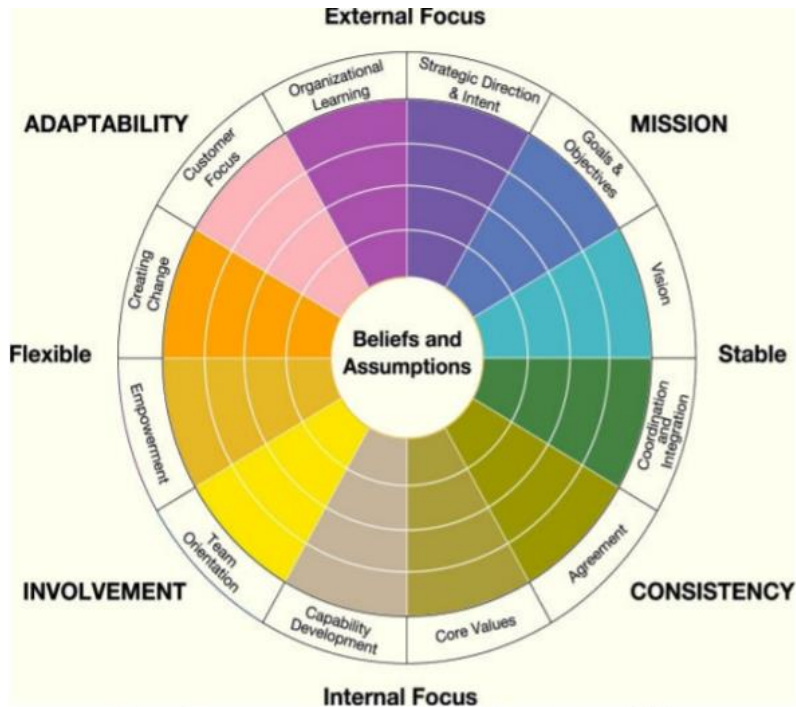 External Focus
Organizational
Learning
Strategic Direction
& Intent
ADAPTABILITY
MISSION
Customer
Focus
Goals &
Objectives
Creating
Change
Vision
Flexible
Beliefs and
Assumptions
Stable
Empowerment
Coordination
and
Integration
Team
Orientation
Agreement
INVOLVEMENT
CONSISTENCY
Capability
Development
Core Values
Internal Focus